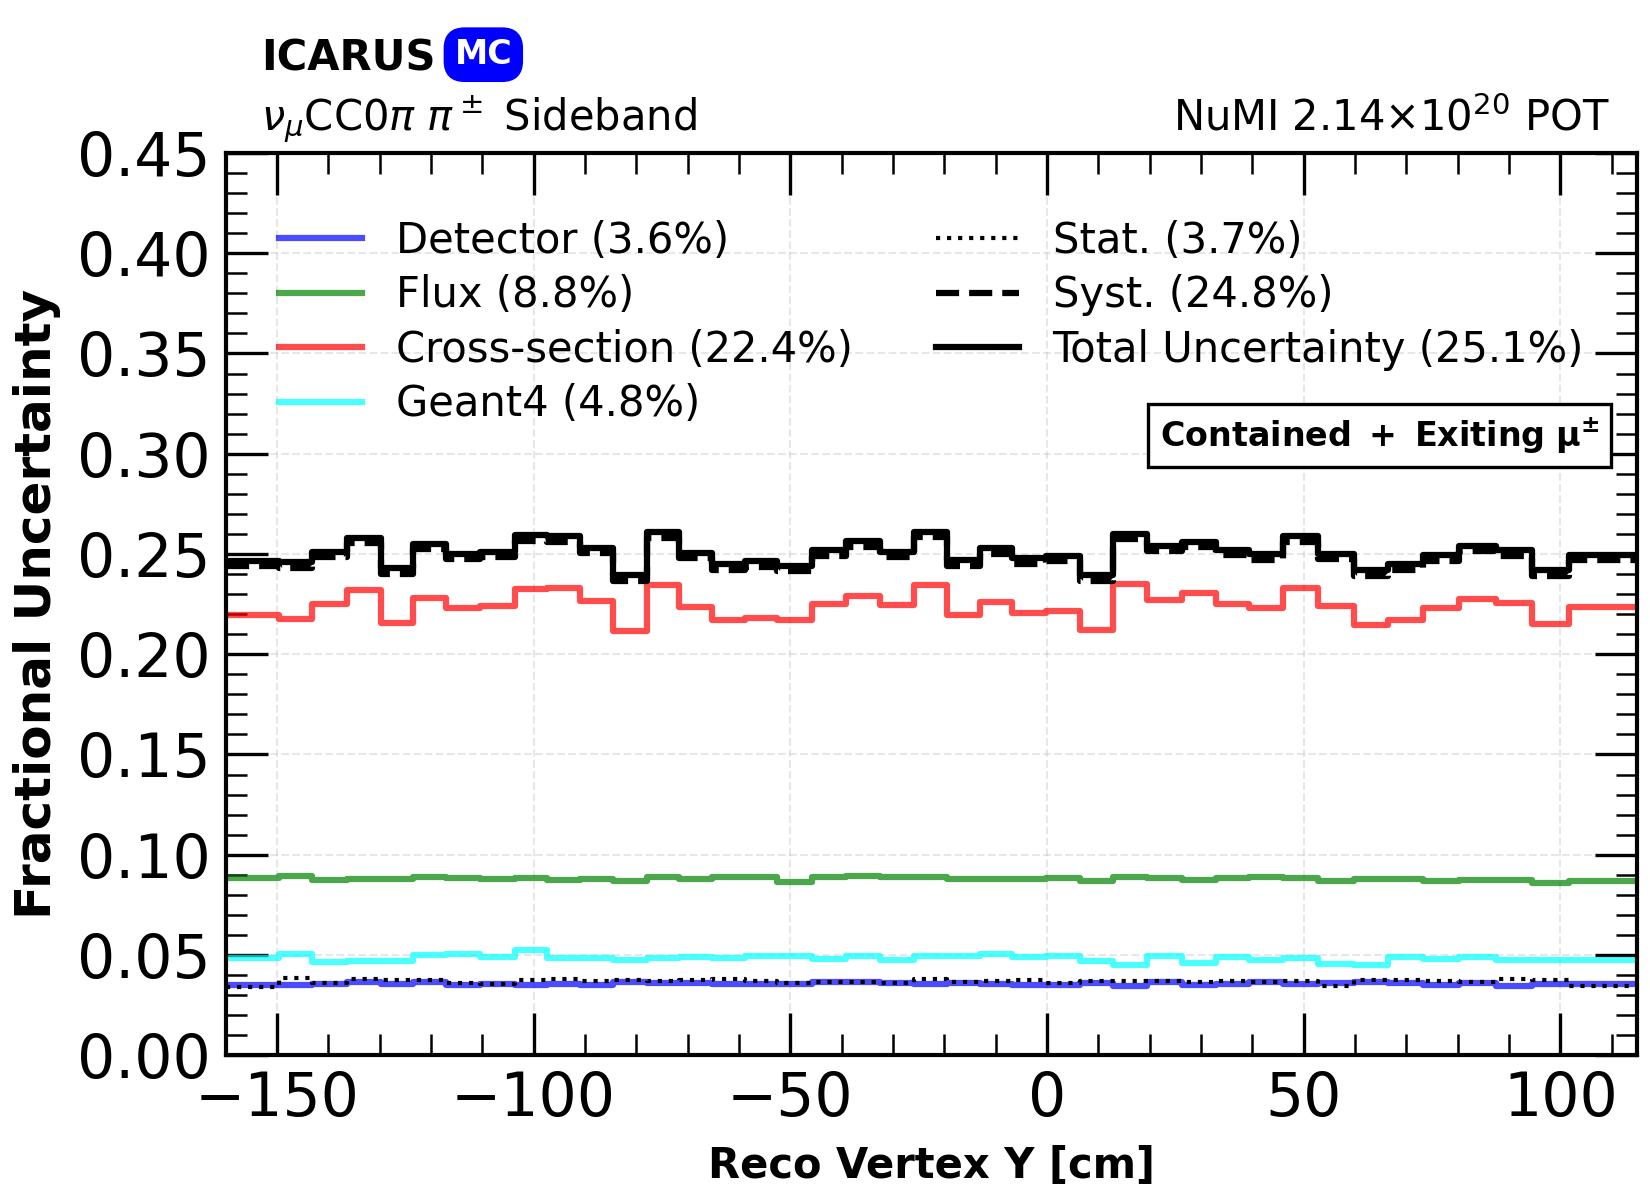 ICARUS MC
νμCC0π π± Sideband
NuMI 2.14×10²⁰ POT
Fractional Uncertainty
0.45
0.40
0.35
0.30
0.25
0.20
0.15
0.10
0.05
0.00
Detector (3.6%)
Flux (8.8%)
Cross-section (22.4%)
Geant4 (4.8%)
Stat. (3.7%)
Syst. (24.8%)
Total Uncertainty (25.1%)
Contained + Exiting μ±
−150 −100 −50 0 50 100
Reco Vertex Y [cm]